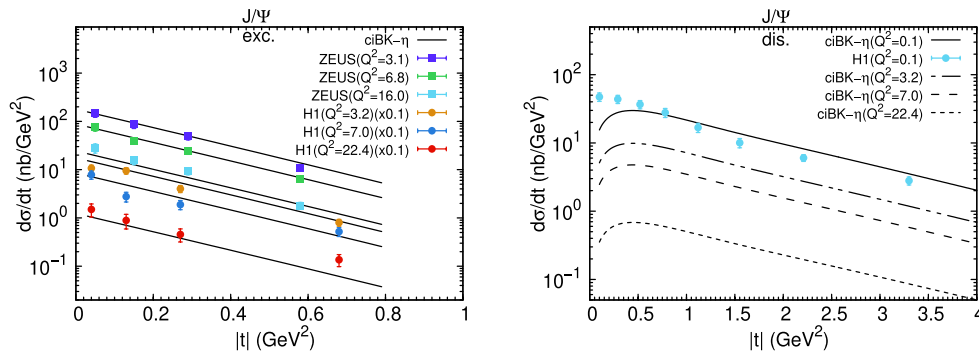 J/Ψ
exc.
ciBK−η
ZEUS(Q²=3.1)
ZEUS(Q²=6.8)
ZEUS(Q²=16.0)
H1(Q²=3.2)(x0.1)
H1(Q²=7.0)(x0.1)
H1(Q²=22.4)(x0.1)
dσ/dt (nb/GeV²)
10³
10²
10¹
10⁰
10⁻¹
0 0.2 0.4 0.6 0.8 1
|t| (GeV²)
J/Ψ
dis.
ciBK−η(Q²=0.1)
H1(Q²=0.1)
ciBK−η(Q²=3.2)
ciBK−η(Q²=7.0)
ciBK−η(Q²=22.4)
dσ/dt (nb/GeV²)
10²
10¹
10⁰
10⁻¹
0 0.5 1 1.5 2 2.5 3 3.5 4
|t| (GeV²)